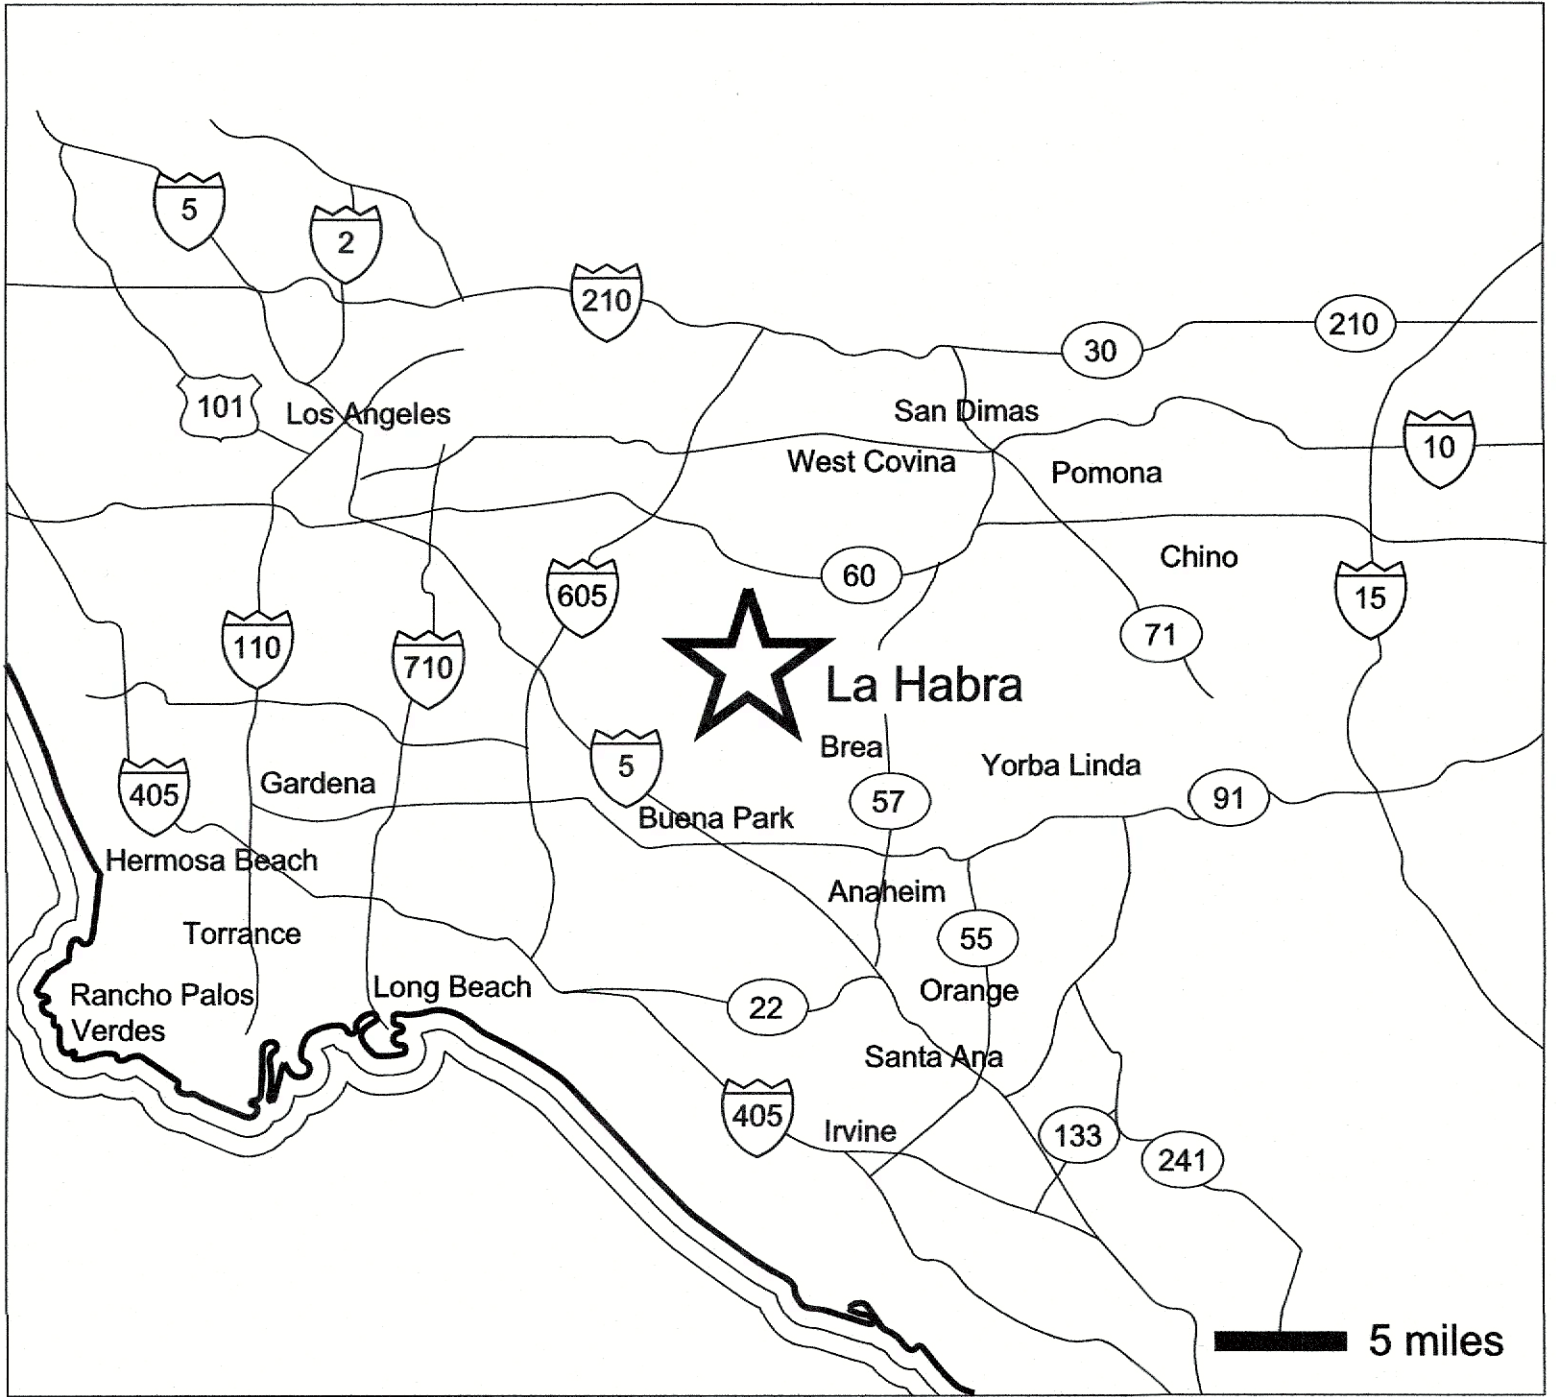 5
2
210
210
30
101
Los Angeles
San Dimas
10
West Covina
Pomona
Chino
60
605
15
110
710
71
La Habra
Brea
Yorba Linda
5
405
Gardena
57
91
Buena Park
Hermosa Beach
Anaheim
Torrance
55
Rancho Palos
Verdes
Long Beach
22
Orange
Santa Ana
405
Irvine
133
241
5 miles